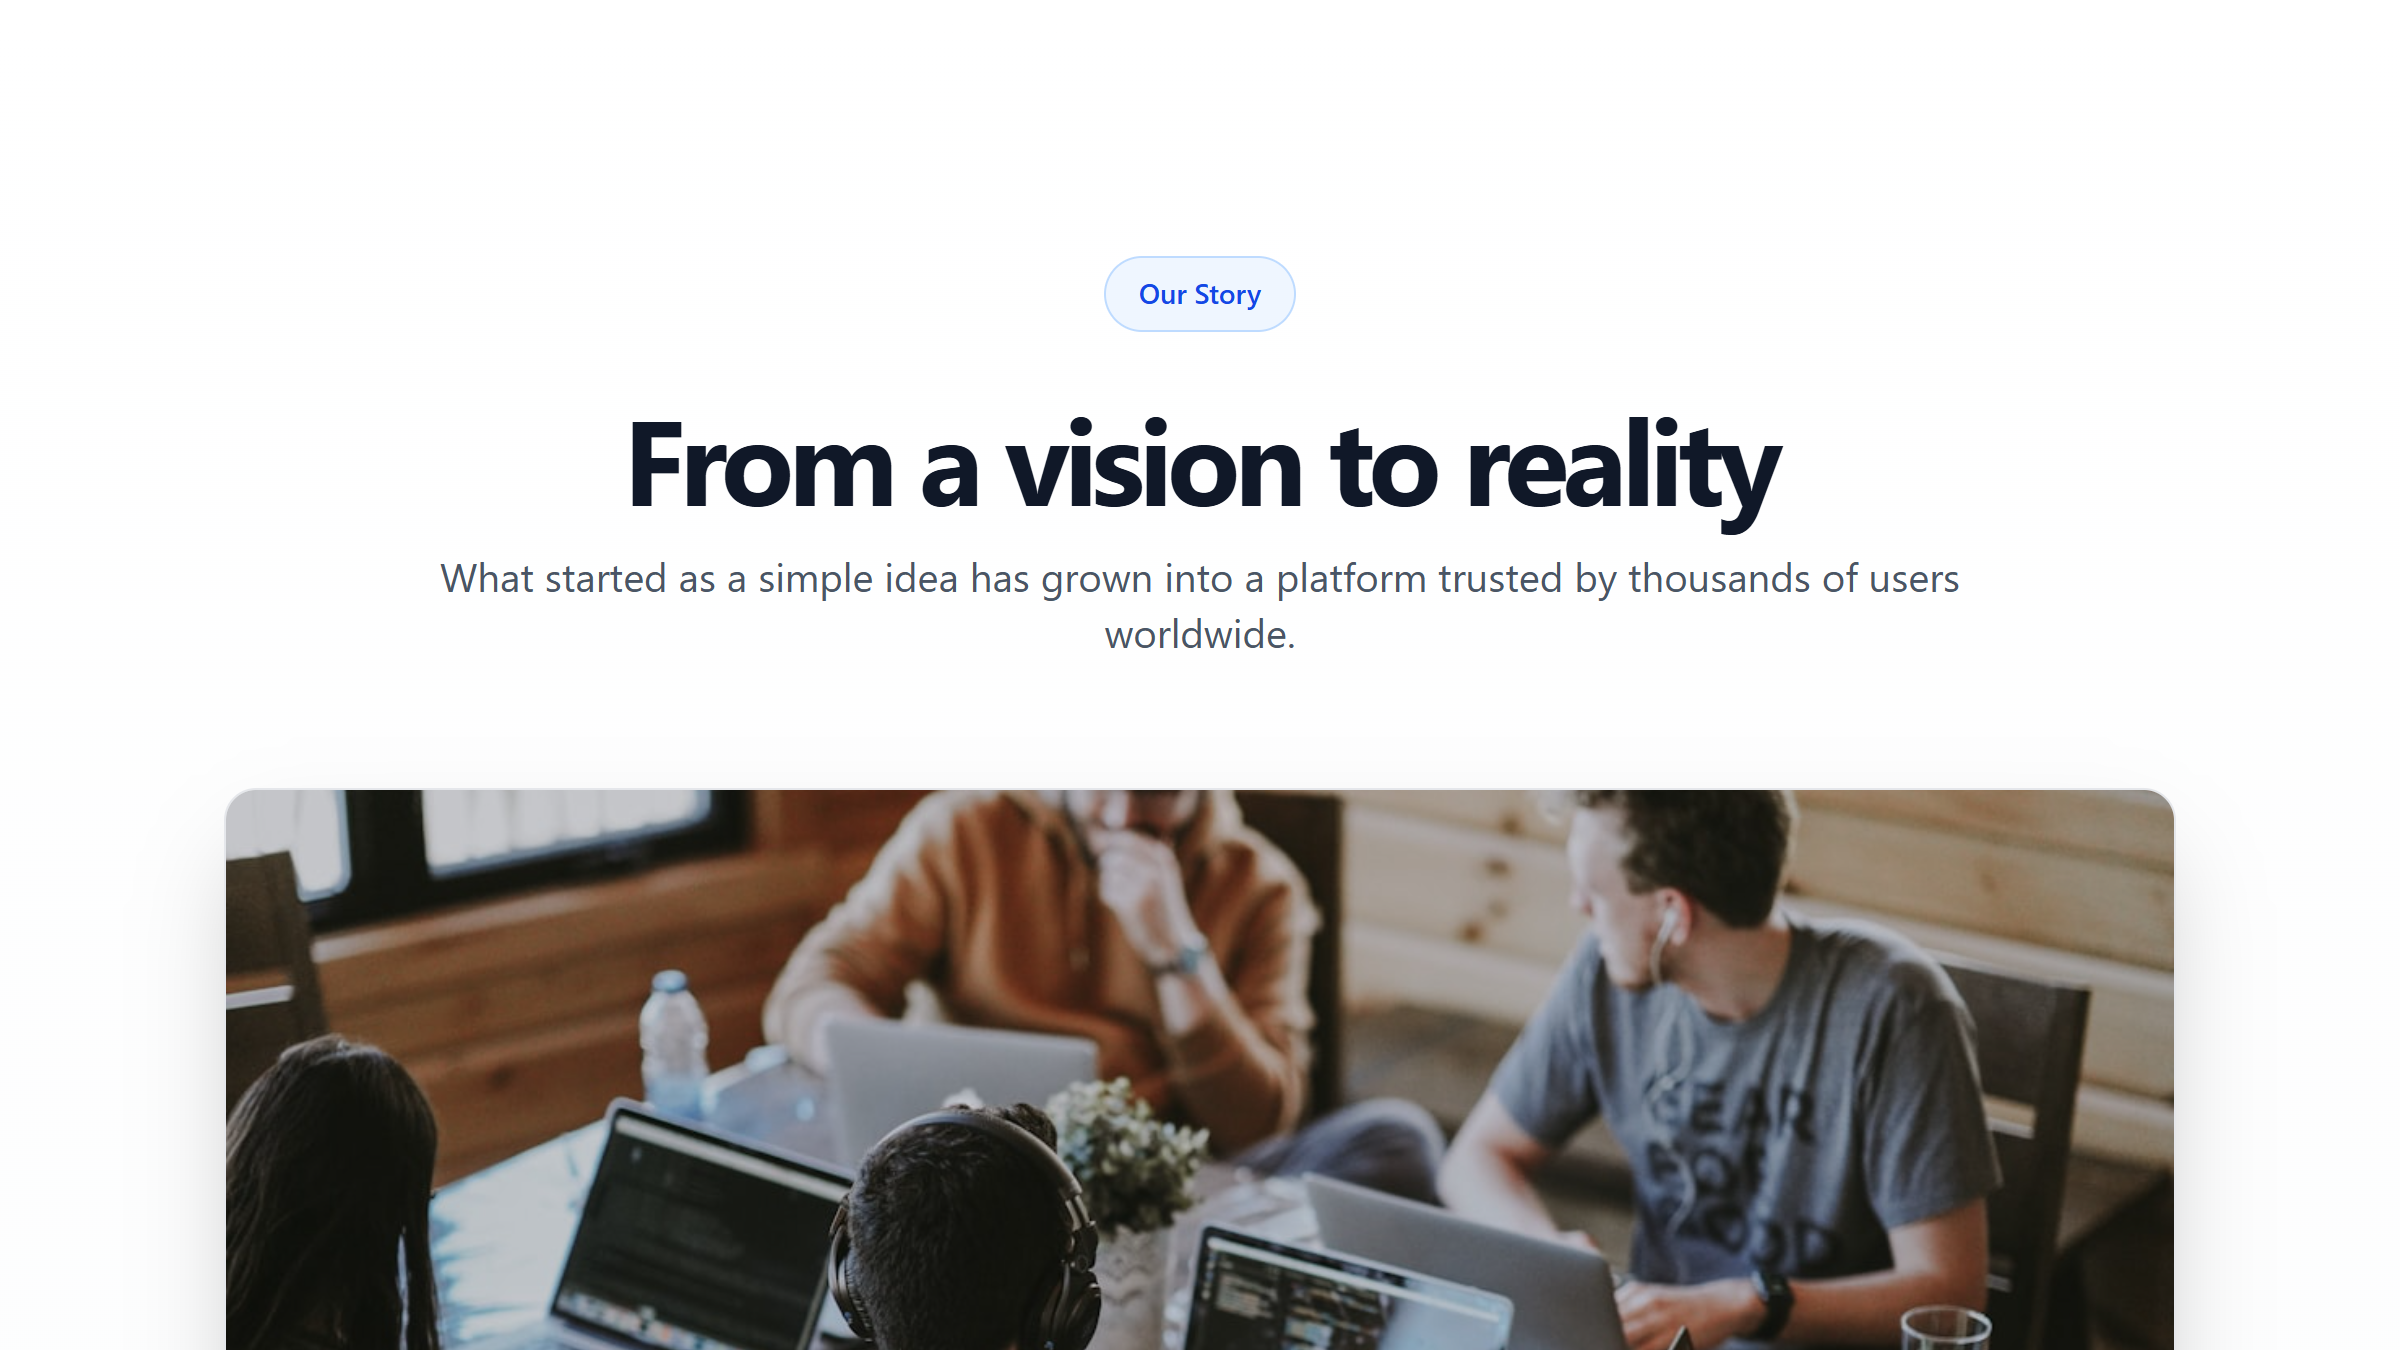 Our Story
From a vision to reality
What started as a simple idea has grown into a platform trusted by thousands of users
worldwide.